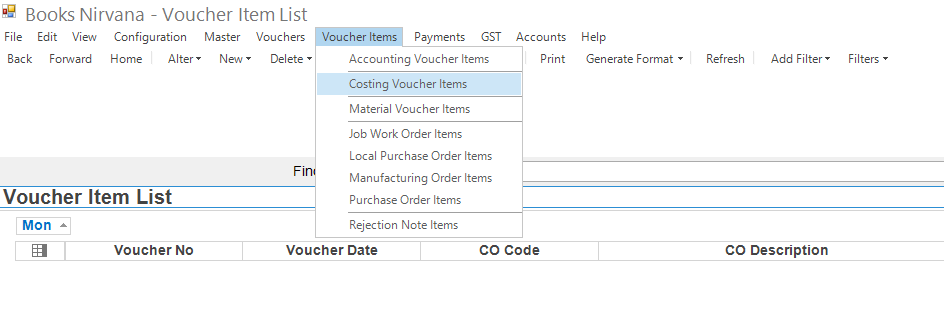 Books Nirvana - Voucher Item List
File Edit View Configuration Master Vouchers Voucher Items Payments GST Accounts Help
Back Forward Home Alter New Delete Print Generate Format Refresh Add Filter Filters
Accounting Voucher Items
Costing Voucher Items
Material Voucher Items
Job Work Order Items
Local Purchase Order Items
Manufacturing Order Items
Purchase Order Items
Rejection Note Items
Voucher Item List
Mon
Voucher No Voucher Date CO Code CO Description